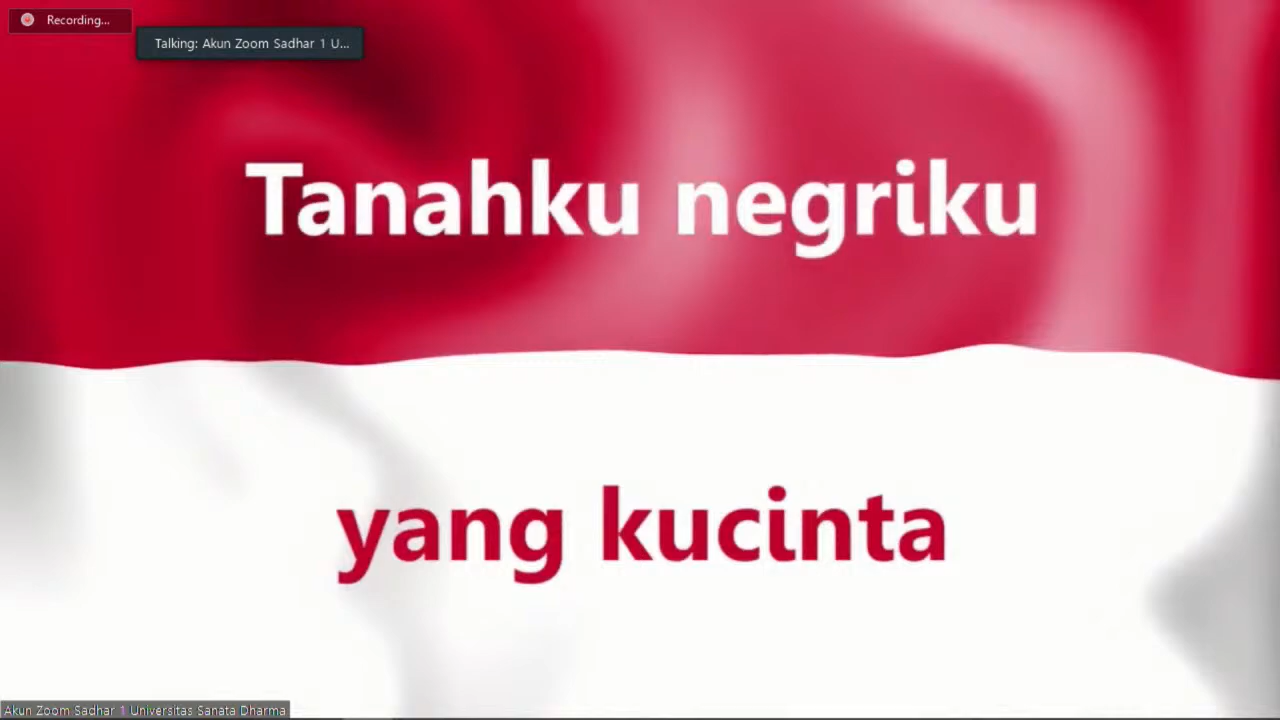 Recording...
Talking: Akun Zoom Sadhar 1 U...
Tanahku negriku
yang kucinta
Akun Zoom Sadhar 1 Universitas Sanata Dharma